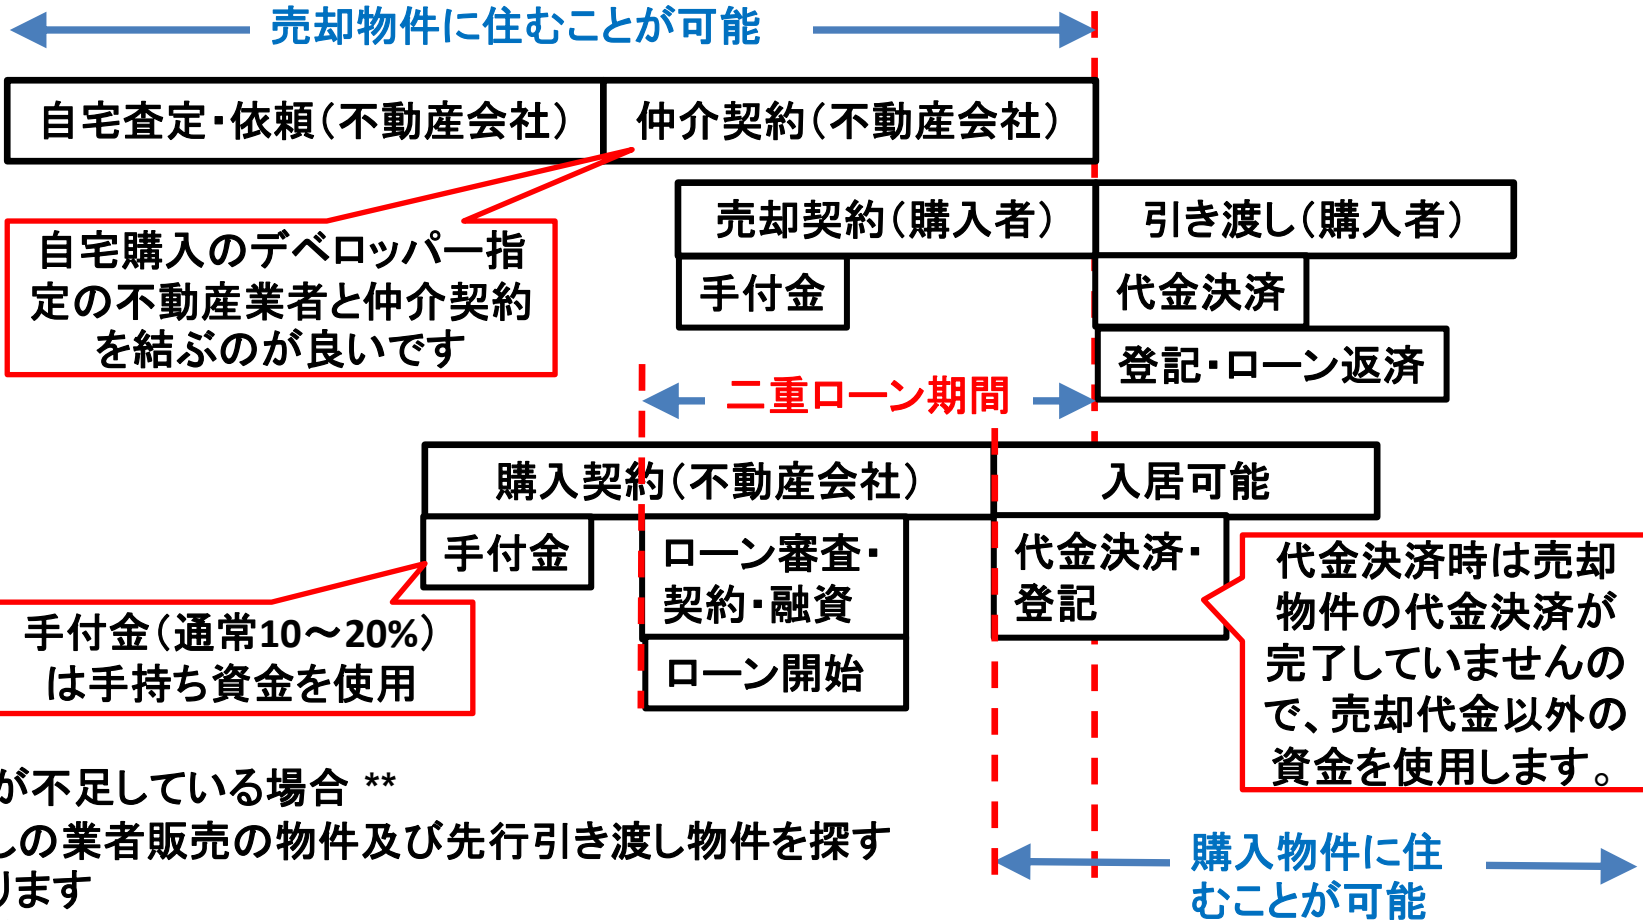 売却物件に住むことが可能
自宅査定・依頼(不動産会社)
仲介契約(不動産会社)
売却契約(購入者)
引き渡し(購入者)
自宅購入のデベロッパー指
定の不動産業者と仲介契約
を結ぶのが良いです
手付金
代金決済
登記・ローン返済
二重ローン期間
購入契約(不動産会社)
入居可能
手付金
ローン審査・
契約・融資
ローン開始
代金決済・
登記
代金決済時は売却
物件の代金決済が
完了していませんの
で、売却代金以外の
資金を使用します。
手付金(通常10～20%)
は手持ち資金を使用
が不足している場合 **
しの業者販売の物件及び先行引き渡し物件を探す
ります
購入物件に住
むことが可能